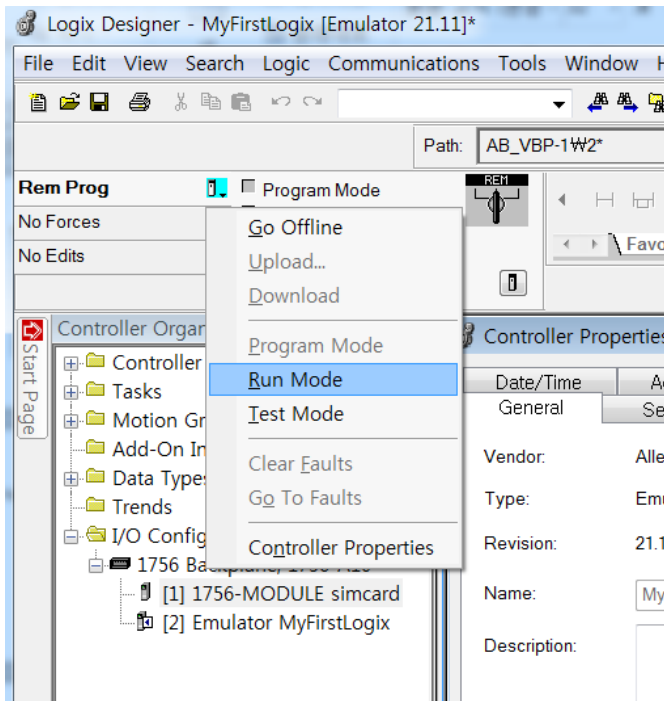 Logix Designer - MyFirstLogix [Emulator 21.11]*
File Edit View Search Logic Communications Tools Window H
Path: AB_VBP-1₩2*
Rem Prog
Program Mode
REM
No Forces
No Edits
Favo
Go Offline
Upload...
Download
Program Mode
Run Mode
Test Mode
Clear Faults
Go To Faults
Controller Properties
Start Page
Controller Organ
Controller
Tasks
Motion Gr
Add-On In
Data Types
Trends
I/O Config
1756 Backplane, 1756-A10
[1] 1756-MODULE simcard
[2] Emulator MyFirstLogix
Controller Properties
Date/Time
General
Se
Vendor: Alle
Type: Emu
Revision: 21.1
Name: My
Description: